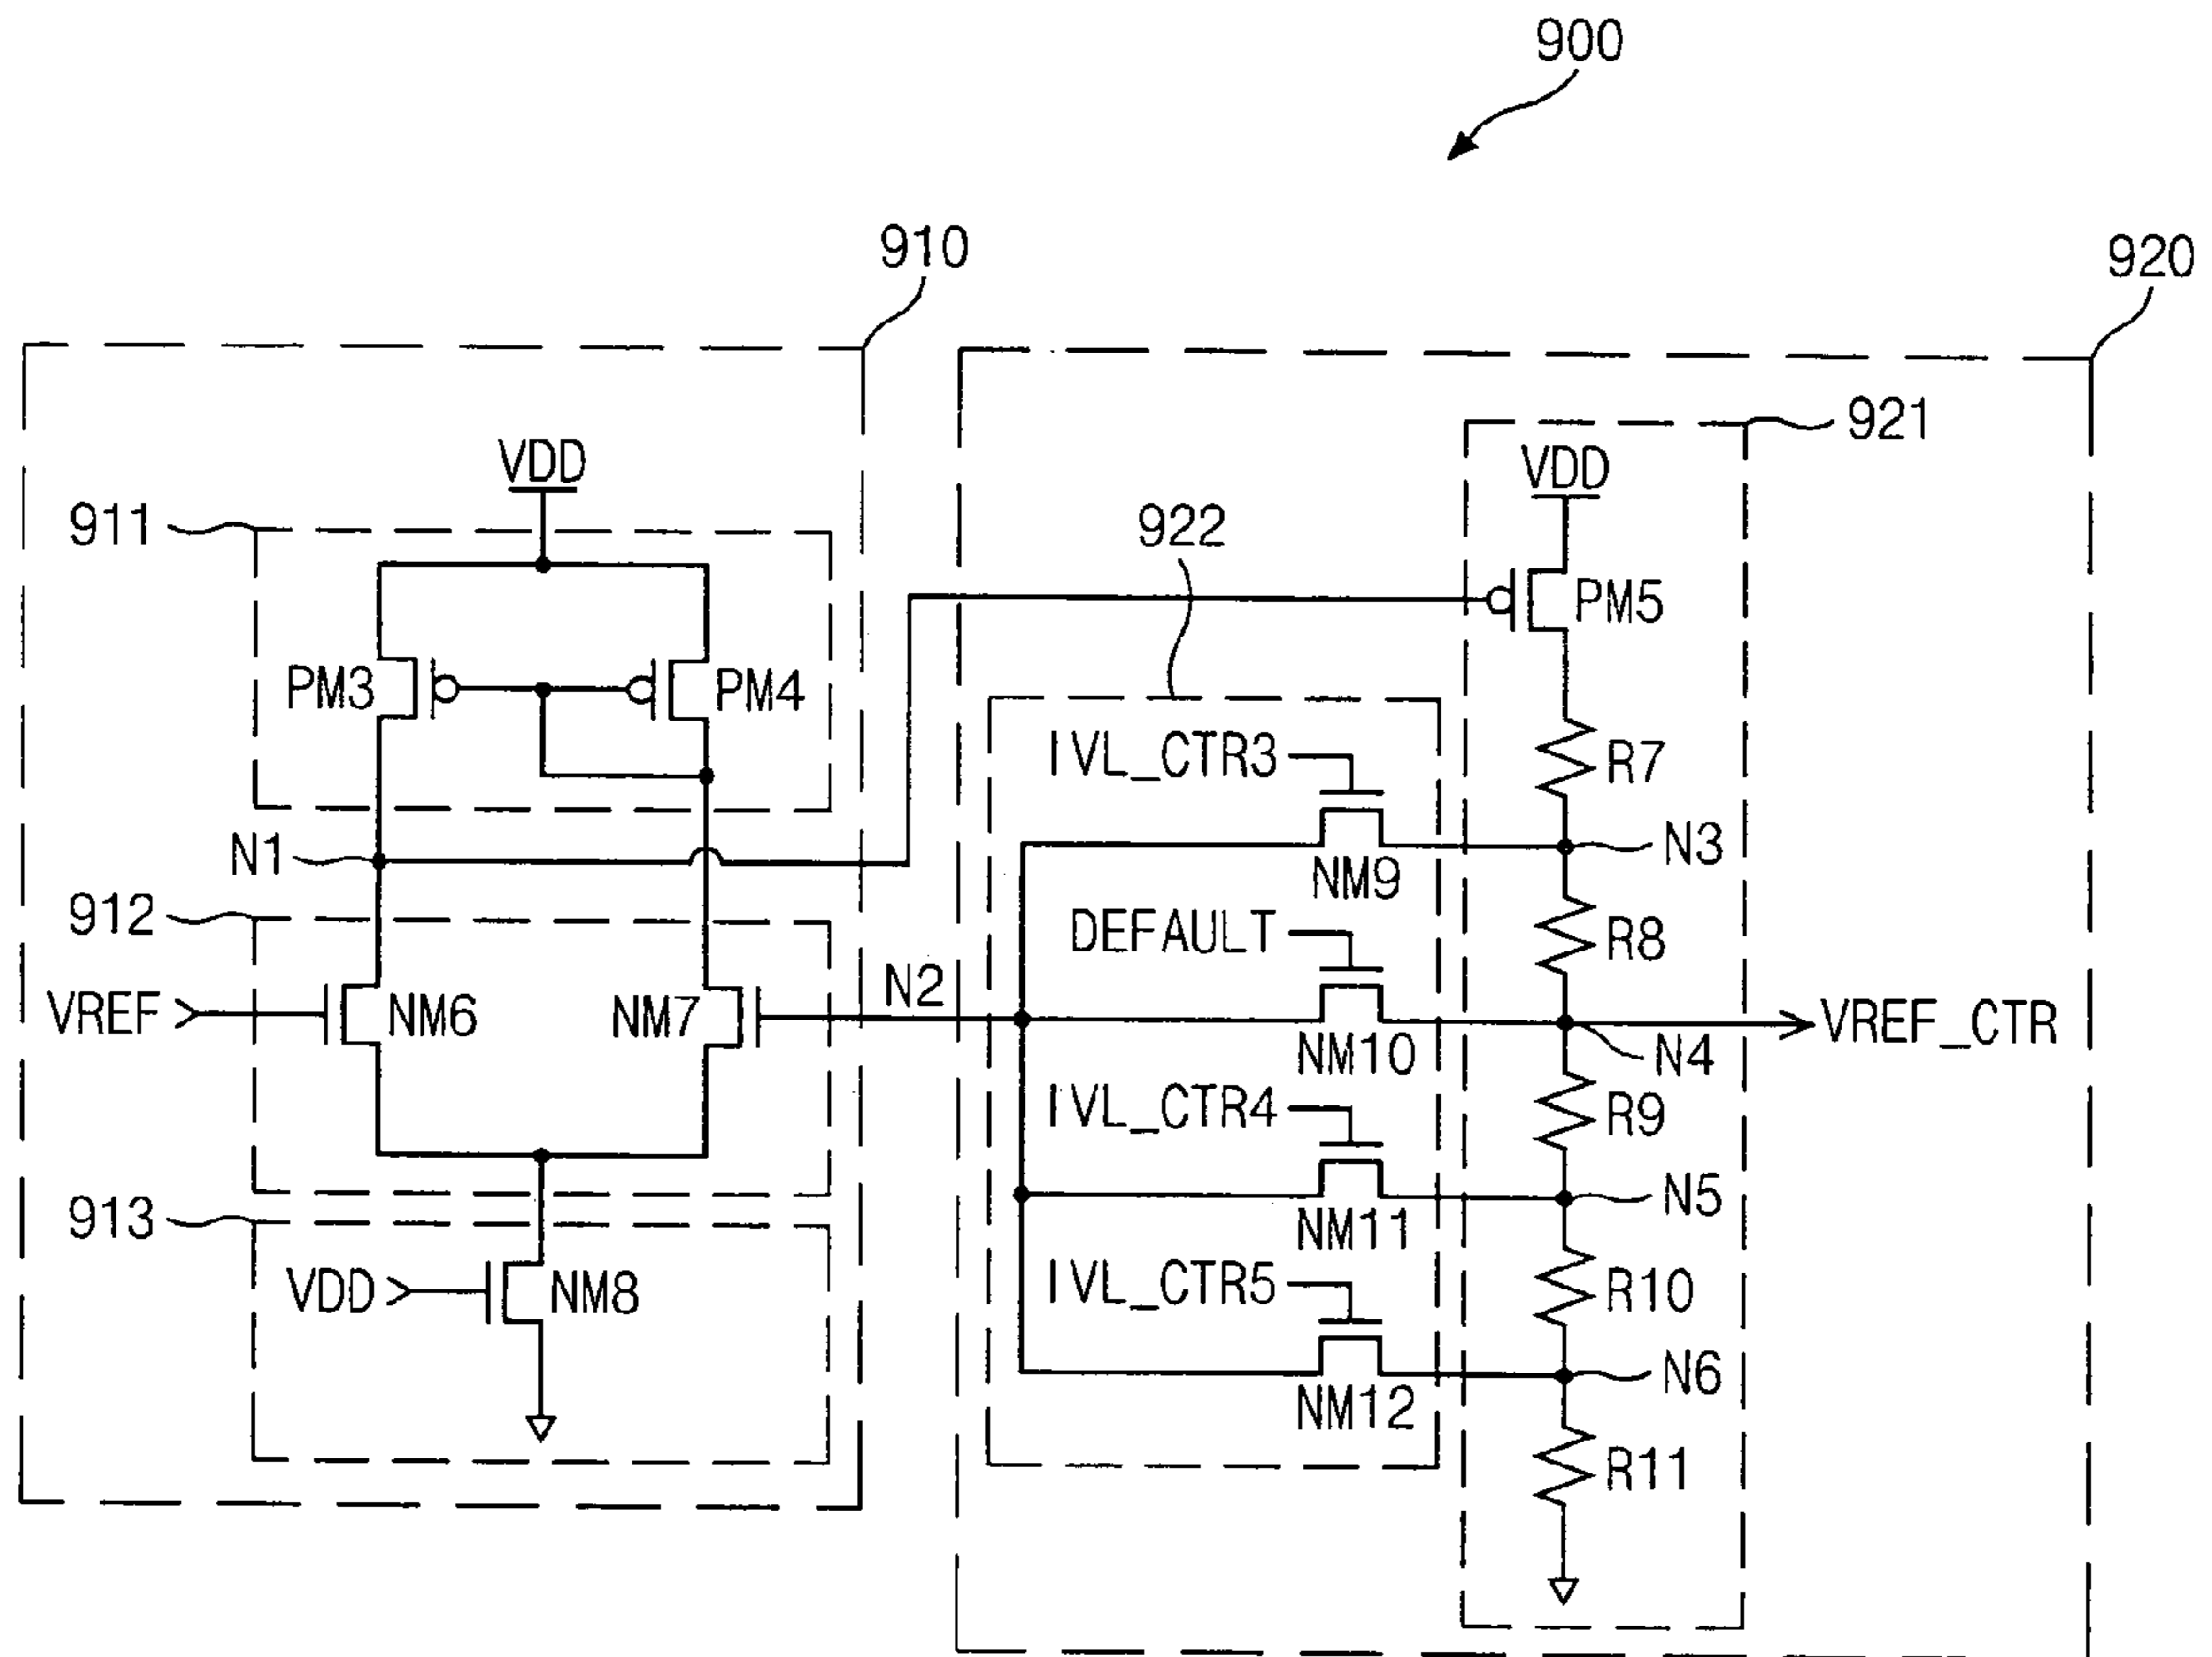 900
910
920
921
VDD
VDD
911
922
PM5
PM3
PM4
IVL_CTR3
R7
N1
N3
NM9
912
DEFAULT
R8
N2
VREF
NM6
NM7
VREF_CTR
NM10
N4
IVL_CTR4
R9
N5
913
NM11
VDD
NM8
IVL_CTR5
R10
N6
NM12
R11